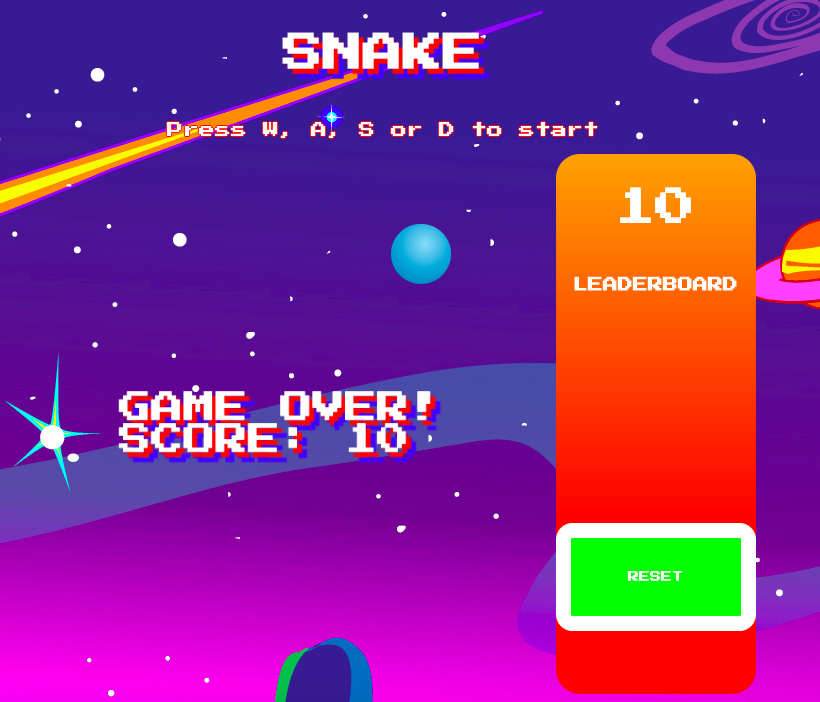 SNAKE
Press W, A, S or D to start
10
LEADERBOARD
GAME OVER!
SCORE: 10
RESET